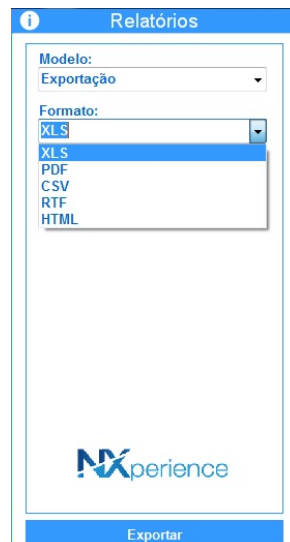 Relatórios
Modelo:
Exportação
Formato:
XLS
XLS
PDF
CSV
RTF
HTML
NXperience
Exportar